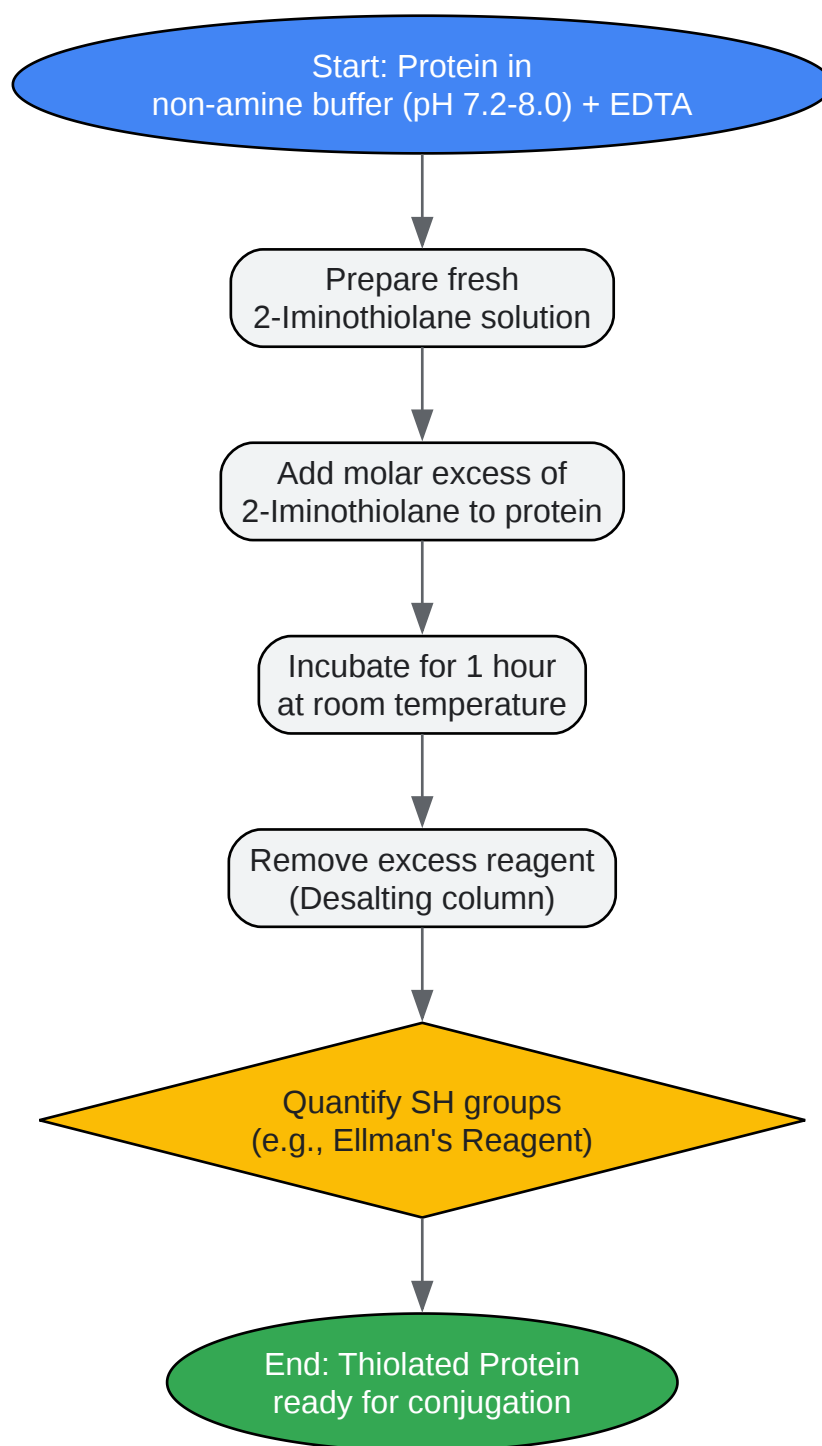 Start: Protein in
non-amine buffer (pH 7.2-8.0) + EDTA
Prepare fresh
2-Iminothiolane solution
Add molar excess of
2-Iminothiolane to protein
Incubate for 1 hour
at room temperature
Remove excess reagent
(Desalting column)
Quantify SH groups
(e.g., Ellman's Reagent)
End: Thiolated Protein
ready for conjugation